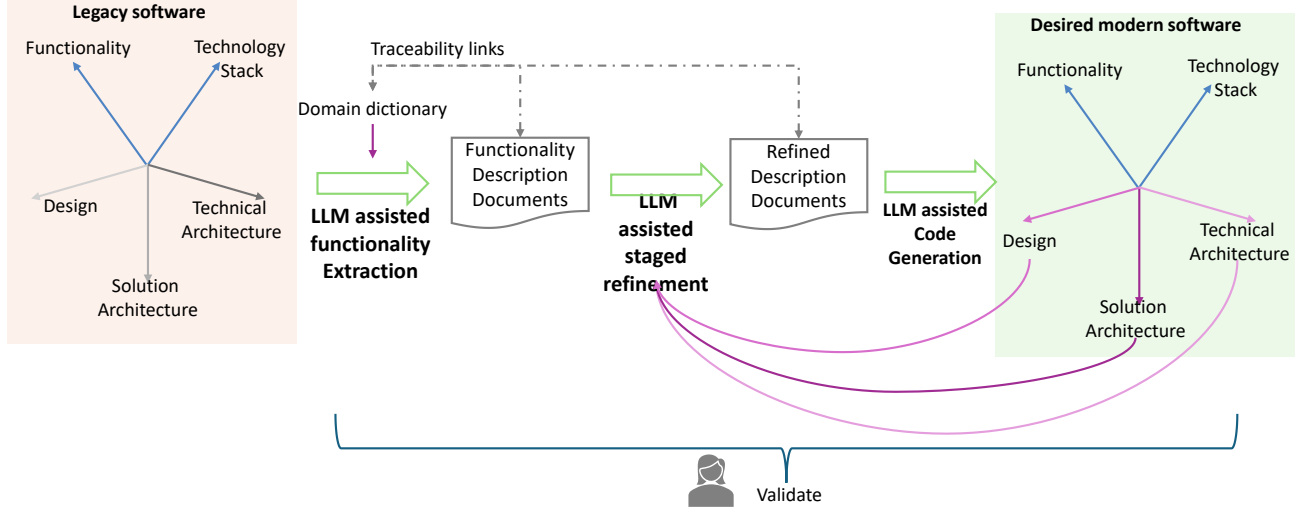 Legacy software
Functionality
Technology
Stack
Design
Technical
Architecture
Solution
Architecture
Traceability links
Domain dictionary
LLM assisted
functionality
Extraction
Functionality
Description
Documents
LLM
assisted
staged
refinement
Refined
Description
Documents
LLM assisted
Code
Generation
Desired modern software
Functionality
Technology
Stack
Design
Technical
Architecture
Solution
Architecture
Validate